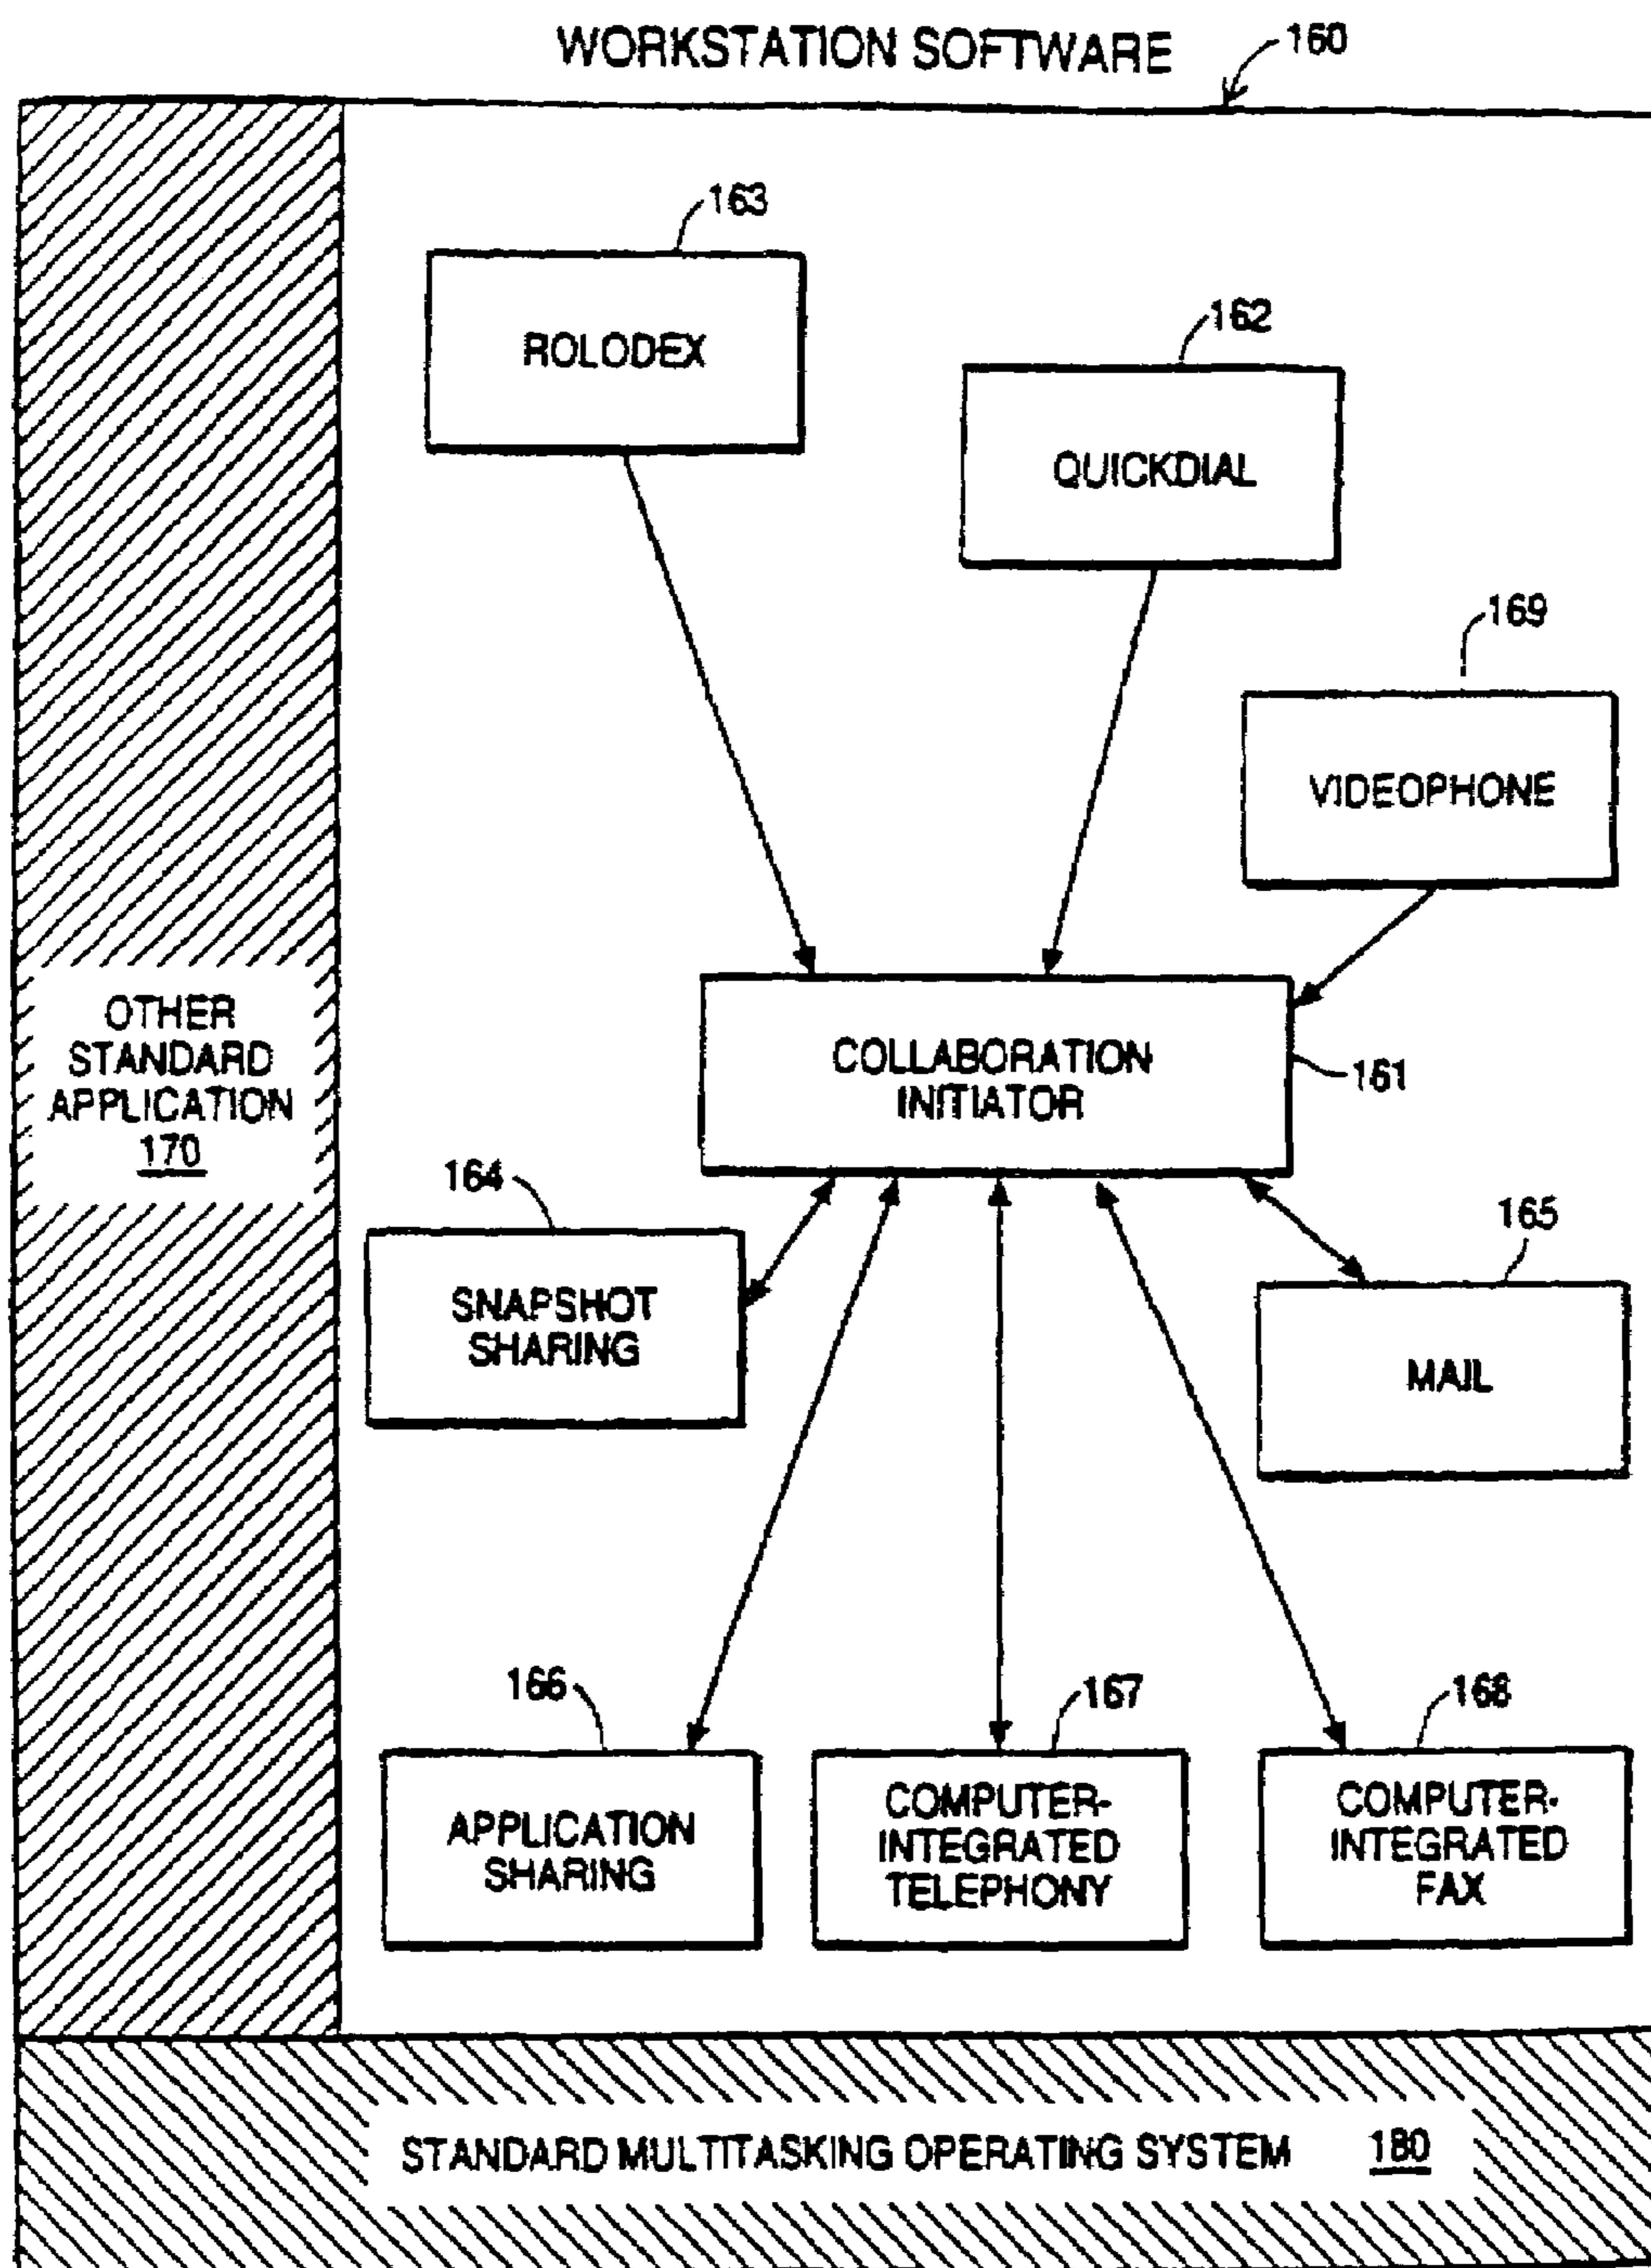 WORKSTATION SOFTWARE
160
163
ROLODEX
162
QUICKDIAL
169
VIDEOPHONE
COLLABORATION
INITIATOR
161
OTHER
STANDARD
APPLICATION
170
164
SNAPSHOT
SHARING
165
MAIL
166
APPLICATION
SHARING
167
COMPUTER-
INTEGRATED
TELEPHONY
168
COMPUTER-
INTEGRATED
FAX
STANDARD MULTITASKING OPERATING SYSTEM 180